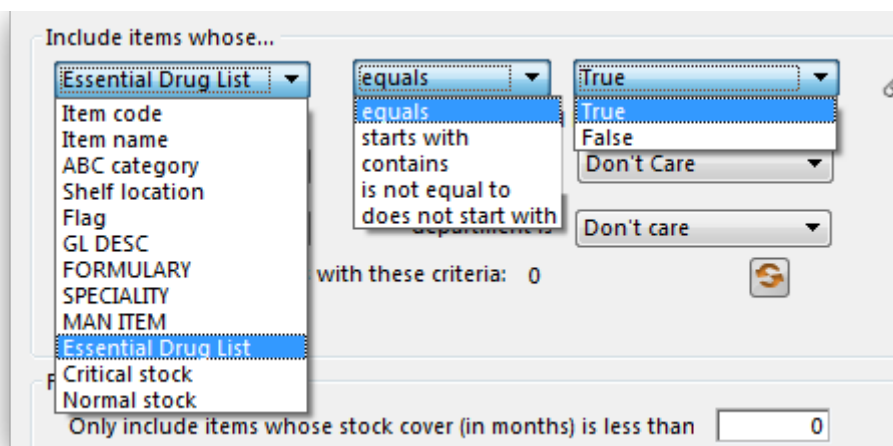 Include items whose...
Essential Drug List equals True
Item code
Item name
ABC category
Shelf location
Flag
GL DESC
FORMULARY
SPECIALITY
MAN ITEM
Essential Drug List
Critical stock
Normal stock
equals
starts with
contains
is not equal to
does not start with
True
False
Don't Care
Don't care
with these criteria: 0
Only include items whose stock cover (in months) is less than 0